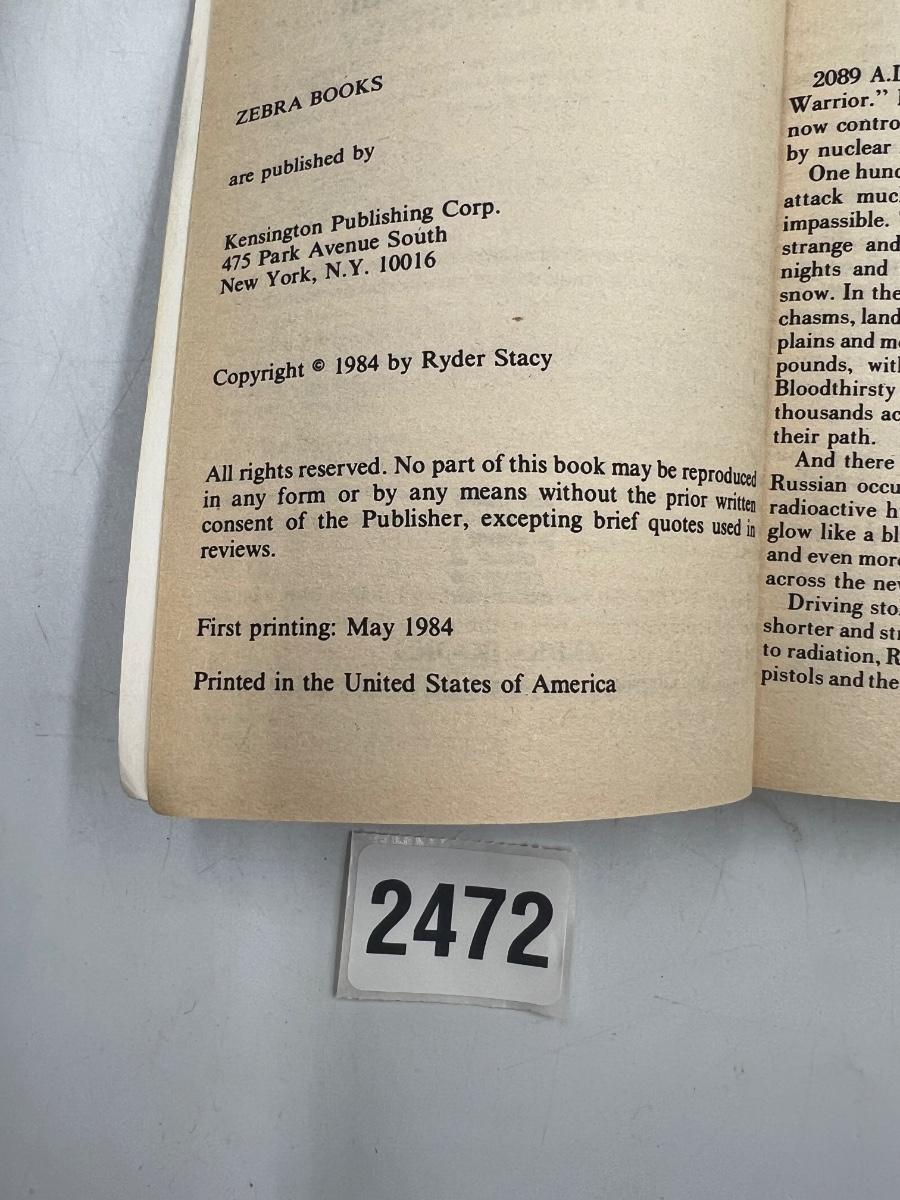 ZEBRA BOOKS
are published by
Kensington Publishing Corp.
475 Park Avenue South
New York, N.Y. 10016
Copyright © 1984 by Ryder Stacy
All rights reserved. No part of this book may be reproduced
in any form or by any means without the prior written
consent of the Publisher, excepting brief quotes used in
reviews.
First printing: May 1984
Printed in the United States of America
2089 A.
Warrior.”
now
by nuclear
One
attack
impassible.
strange and
nights and
snow. In the
chasms,
plains and
pounds,
Bloodthirsty
thousands
their path.
And there
Russian
radioactive
glow like a
and even more
across the
Driving
shorter and
to radiation,
pistols and the
2472